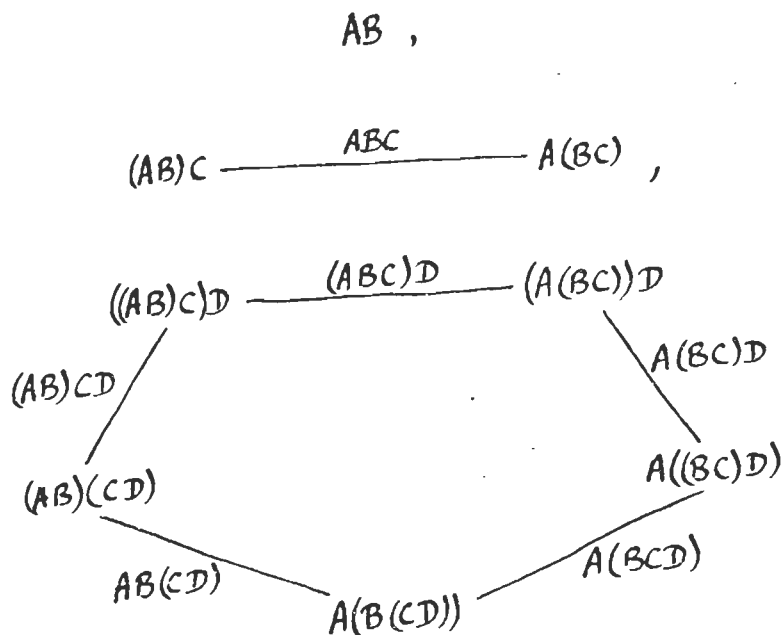 AB ,
ABC
(AB)C A(BC) ,
(ABC)D
((AB)C)D (A(BC))D
(AB)CD A(BC)D
(AB)(CD) A((BC)D)
AB(CD) A(BCD)
A(B(CD))